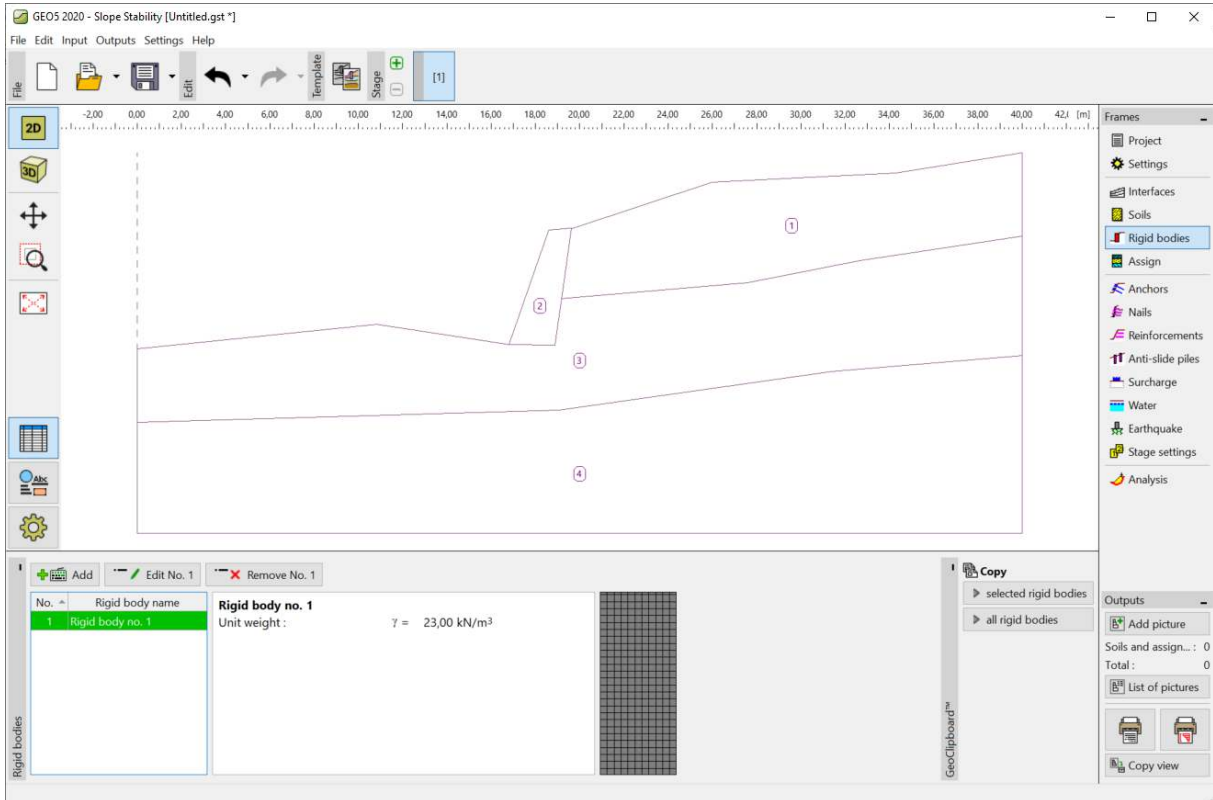 GEO5 2020 - Slope Stability [Untitled.gst *]
File Edit Input Outputs Settings Help
File
Edit
Template
Stage
[1]
2D
3D
-2,00 0,00 2,00 4,00 6,00 8,00 10,00 12,00 14,00 16,00 18,00 20,00 22,00 24,00 26,00 28,00 30,00 32,00 34,00 36,00 38,00 40,00 [m]
1
2
3
4
Frames
Project
Settings
Interfaces
Soils
Rigid bodies
Assign
Anchors
Nails
Reinforcements
Anti-slide piles
Surcharge
Water
Earthquake
Stage settings
Analysis
Abc
Rigid bodies
Add
Edit No. 1
Remove No. 1
No. Rigid body name
1 Rigid body no. 1
Rigid body no. 1
Unit weight : γ = 23,00 kN/m³
GeoClipboard™
Copy
selected rigid bodies
all rigid bodies
Outputs
Add picture
Soils and assign... : 0
Total : 0
List of pictures
Copy view